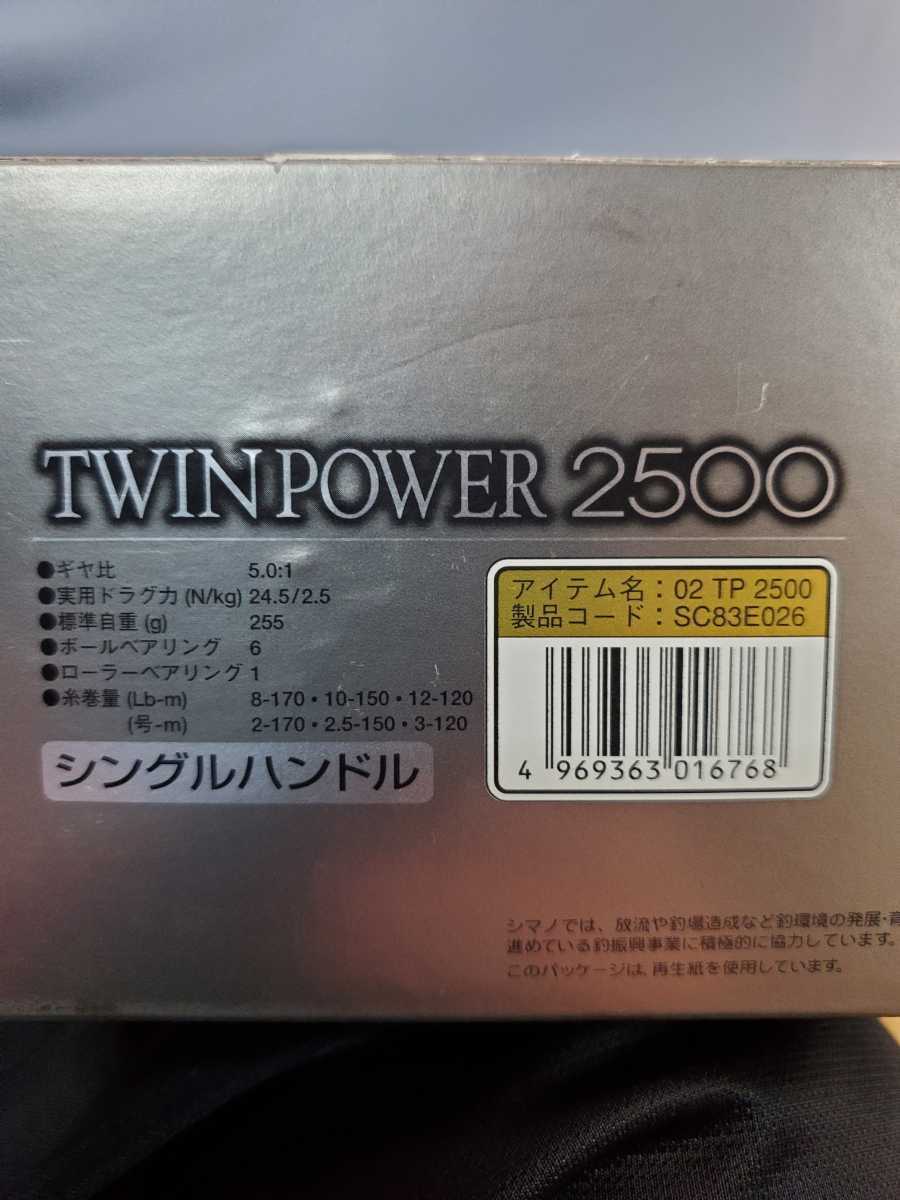 TWINPOWER 2500
●ギヤ比 5.0:1
●実用ドラグ力 (N/kg) 24.5/2.5
●標準自重 (g) 255
●ボールベアリング 6
●ローラーベアリング 1
●糸巻量 (Lb-m) 8-170・10-150・12-120
(号-m) 2-170・2.5-150・3-120
シングルハンドル
アイテム名：02 TP 2500
製品コード：SC83E026
4 969363 016768
シマノでは、放流や釣場造成など釣環境の発展・育
進めている釣振興事業に積極的に協力しています。
このパッケージは、再生紙を使用しています。